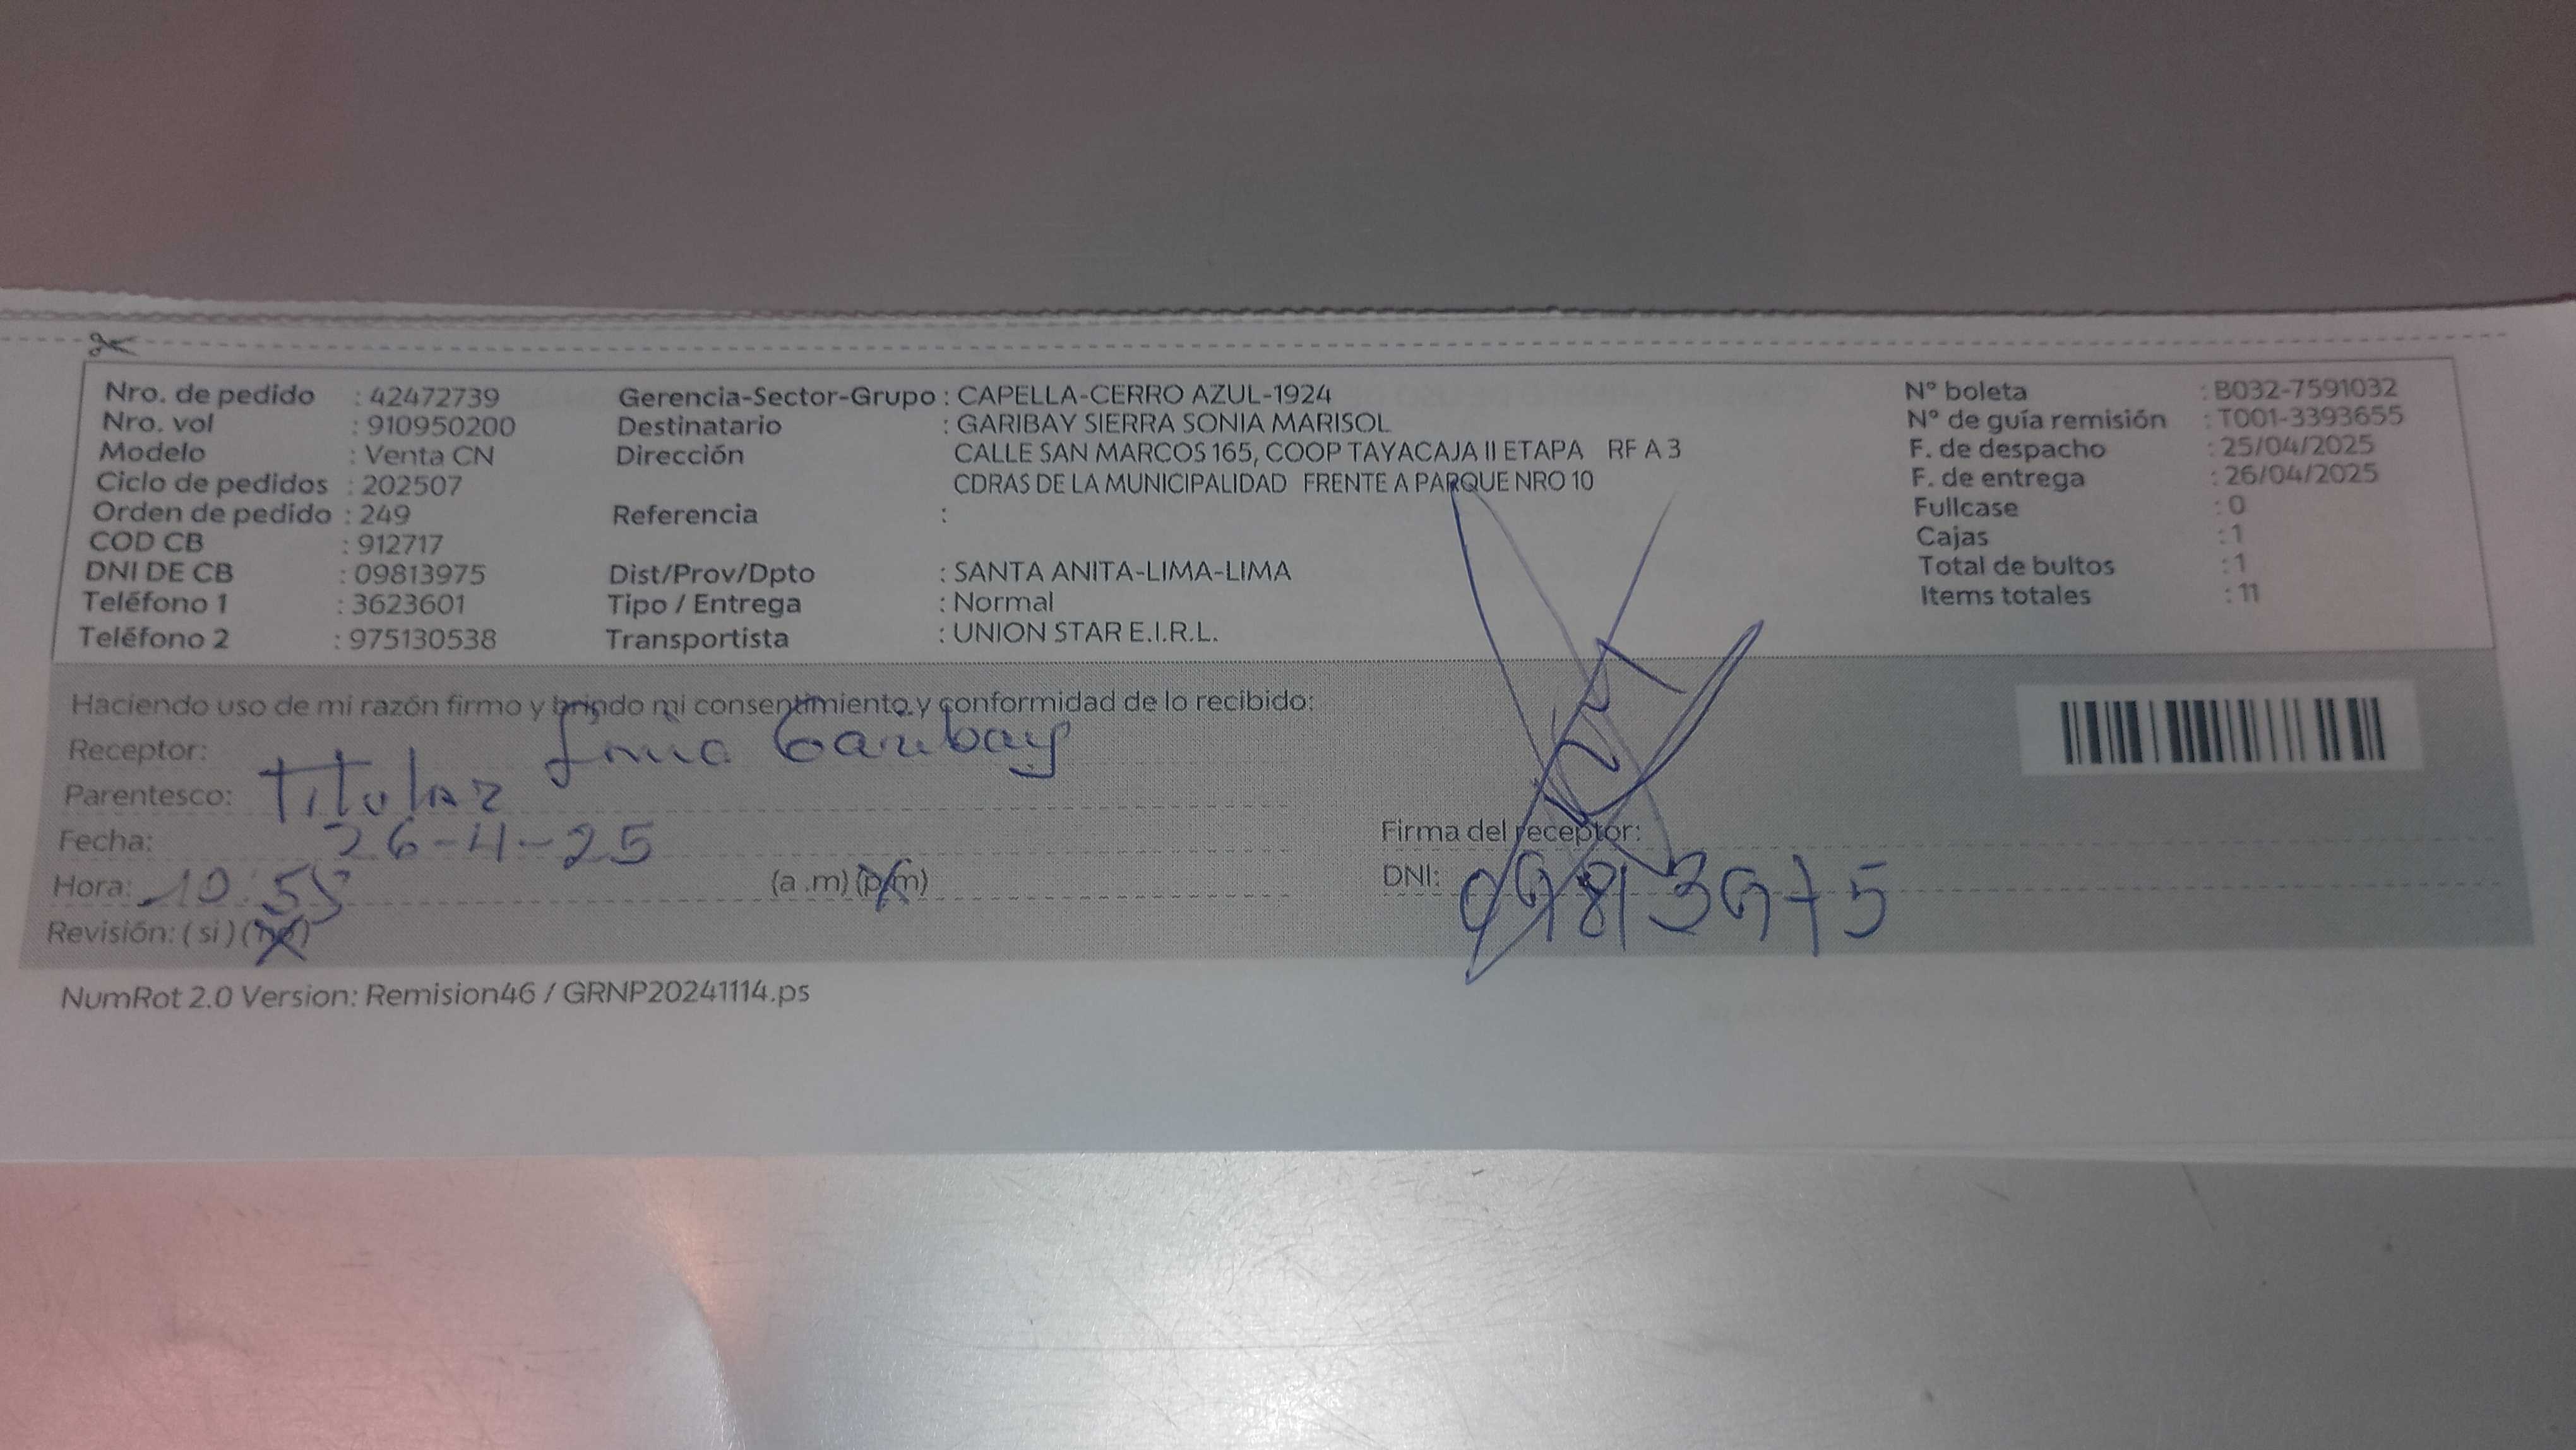 Nro. de pedido : 42472739
Nro. vol : 910950200
Modelo : Venta CN
Ciclo de pedidos : 202507
Orden de pedido : 249
COD CB : 912717
DNI DE CB : 09813975
Teléfono 1 : 3623601
Teléfono 2 : 975130538
Gerencia-Sector-Grupo : CAPELLA-CERRO AZUL-1924
Destinatario : GARIBAY SIERRA SONIA MARISOL
Dirección CALLE SAN MARCOS 165, COOP TAYACAJA II ETAPA RF A 3
CDRAS DE LA MUNICIPALIDAD FRENTE A PARQUE NRO 10
Referencia :
Dist/Prov/Dpto : SANTA ANITA-LIMA-LIMA
Tipo / Entrega : Normal
Transportista : UNION STAR E.I.R.L.
N° boleta : B032-7591032
N° de guía remisión : T001-3393655
F. de despacho : 25/04/2025
F. de entrega : 26/04/2025
Fullcase : 0
Cajas : 1
Total de bultos : 1
Items totales : 11
Haciendo uso de mi razón firmo y brindo mi consentimiento y conformidad de lo recibido:
Receptor: Garibay
Parentesco: Titular
Fecha: 26-4-25
Hora: 10:55 (a .m) (p.m)
Revisión: ( si ) (no)
Firma del receptor:
DNI: 09813975
NumRot 2.0 Version: Remision46 / GRNP20241114.ps